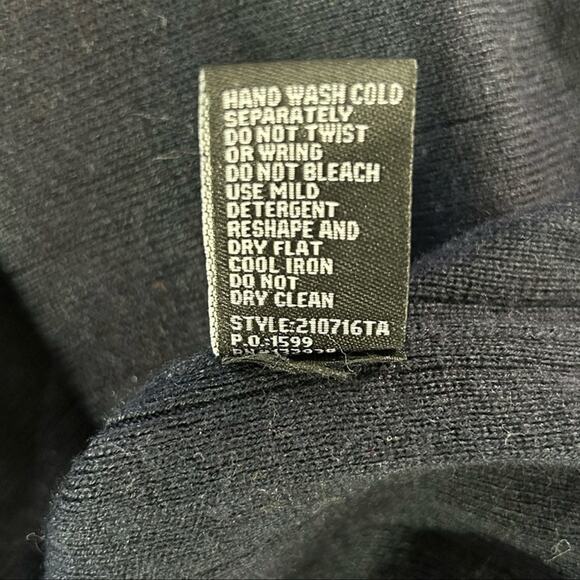 HAND WASH COLD
SEPARATELY
DO NOT TWIST
OR WRING
DO NOT BLEACH
USE MILD
DETERGENT
RESHAPE AND
DRY FLAT
COOL IRON
DO NOT
DRY CLEAN
STYLE:210716TA
P.O.:1599